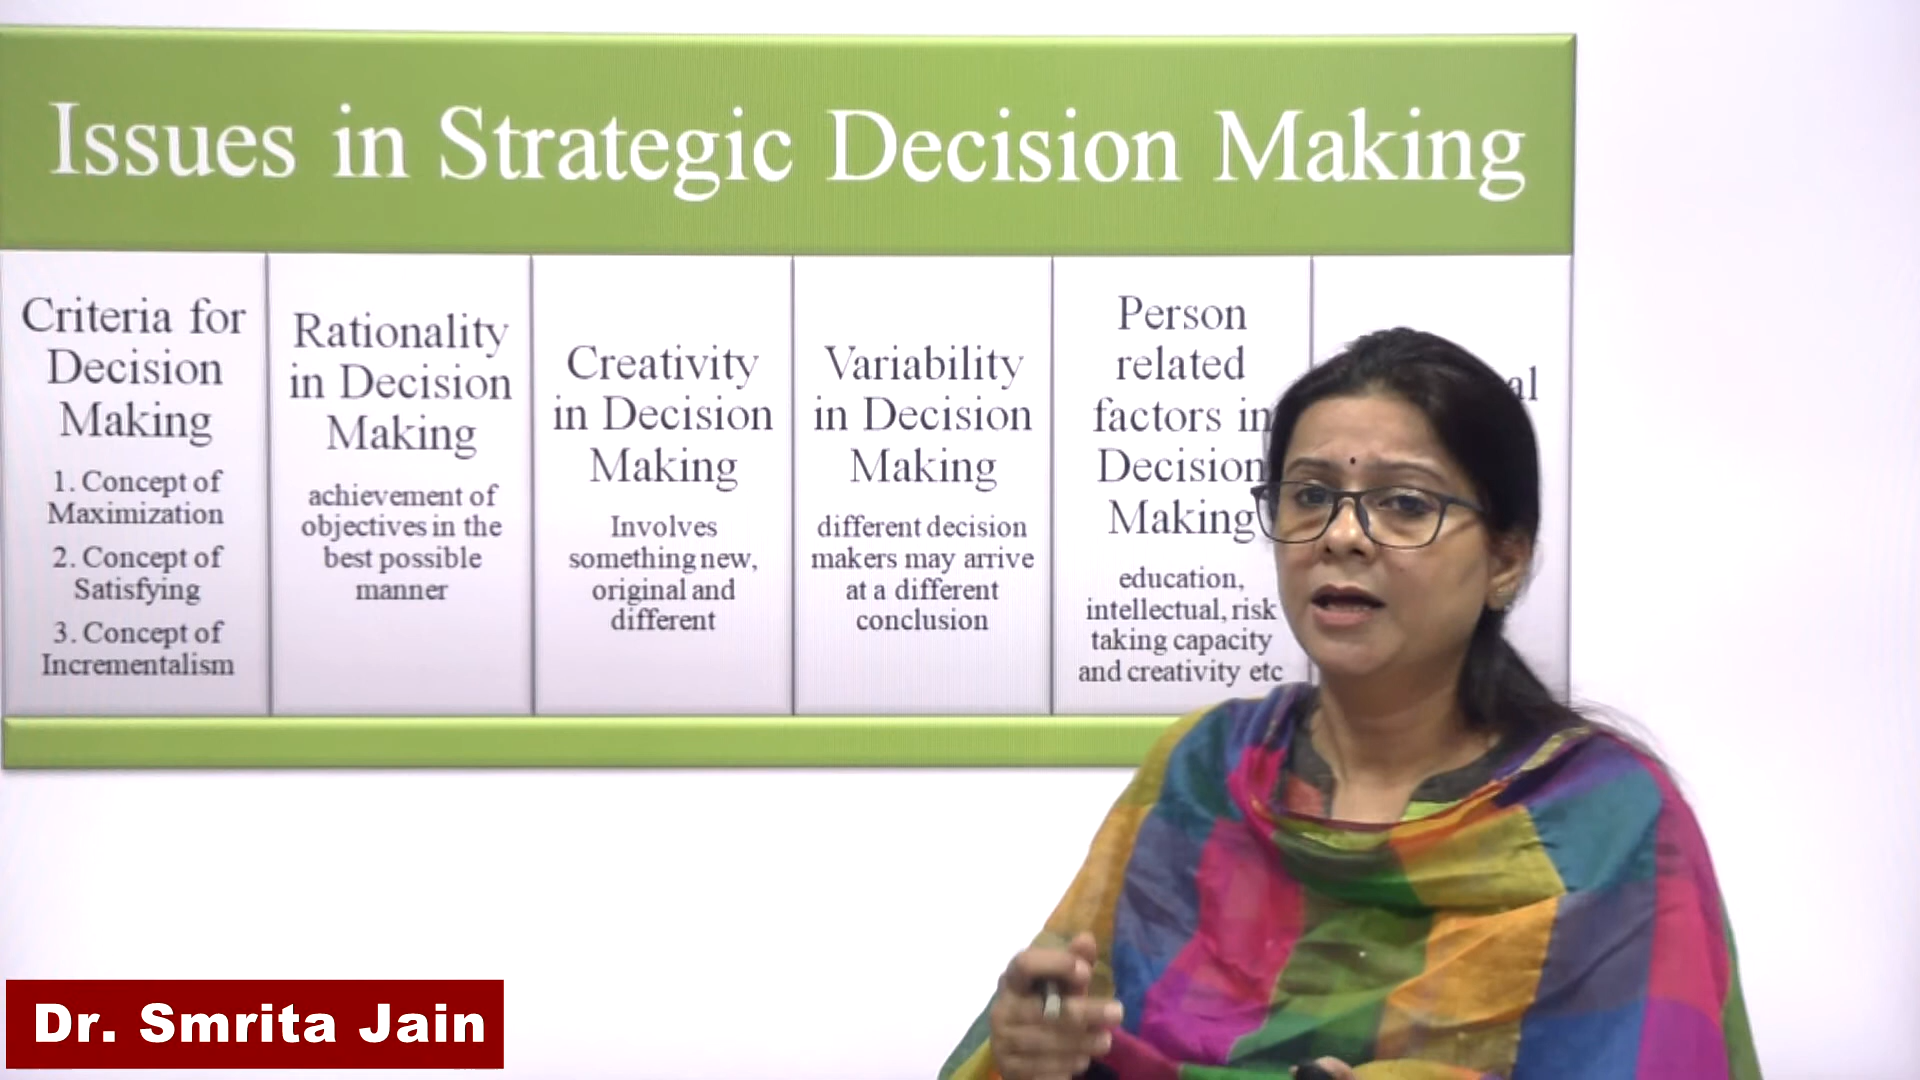 Issues in Strategic Decision Making
Criteria for
Decision
Making
1. Concept of
Maximization
2. Concept of
Satisfying
3. Concept of
Incrementalism
Rationality
in Decision
Making
achievement of
objectives in the
best possible
manner
Creativity
in Decision
Making
Involves
something new,
original and
different
Variability
in Decision
Making
different decision
makers may arrive
at a different
conclusion
Person
related
factors in
Decision
Making
education,
intellectual, risk
taking capacity
and creativity etc
Dr. Smrita Jain